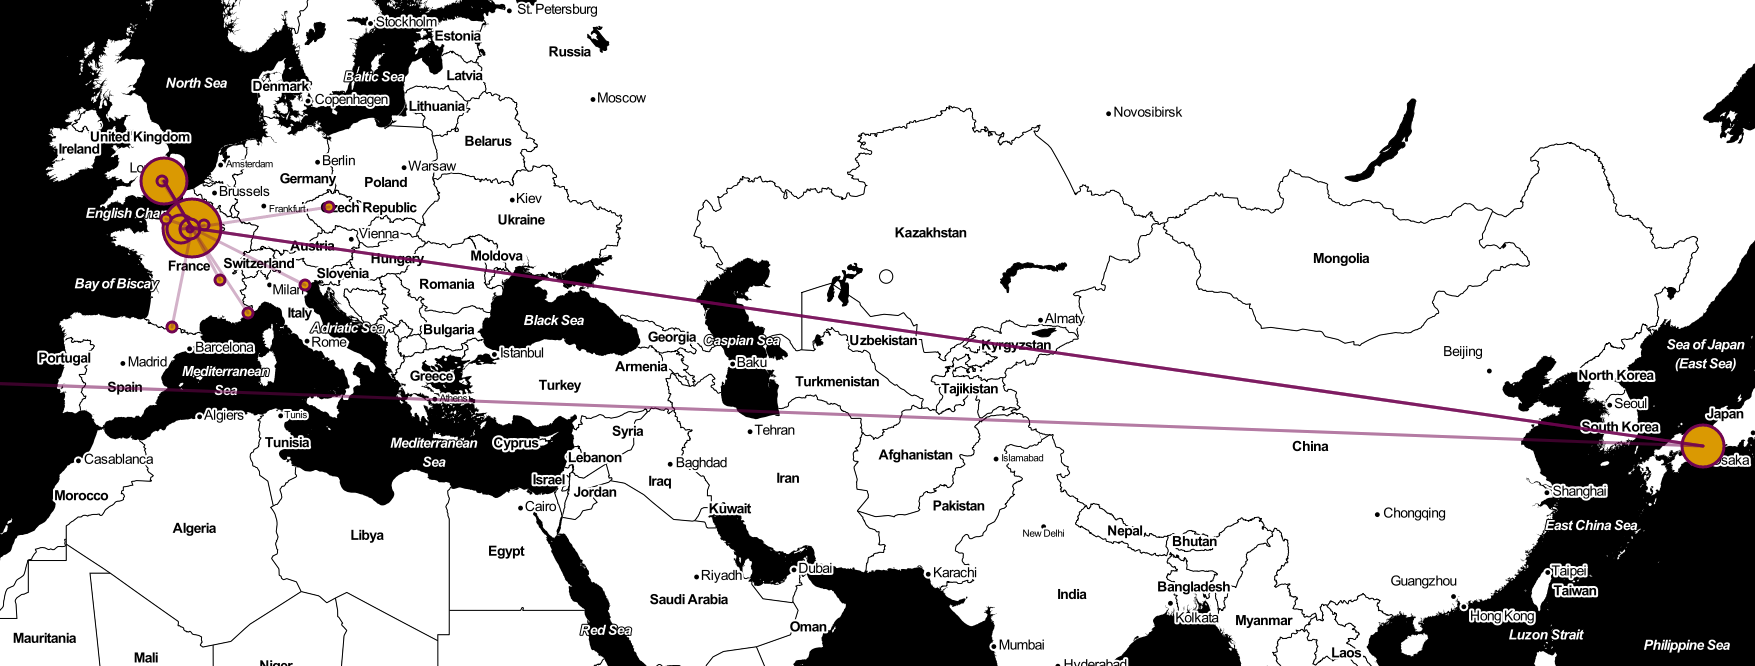 St. Petersburg
Stockholm
Estonia
Russia
North Sea
Baltic Sea
Latvia
Denmark
Copenhagen
Lithuania
Moscow
Novosibirsk
United Kingdom
Ireland
Belarus
Lo
Amsterdam
Berlin
Warsaw
Germany
Poland
Brussels
Kiev
English Char
Frankfurt
zech Republic
Ukraine
Vienna
Kazakhstan
Austria
Hungary
Moldova
Mongolia
France
Switzerland
Slovenia
Bay of Biscay
Milan
Romania
Italy
Black Sea
Almaty
Adriatic Sea
Bulgaria
Georgia
Caspian Sea
Uzbekistan
Kyrgyzstan
Sea of Japan
(East Sea)
Rome
Barcelona
Istanbul
Beijing
Portugal
Madrid
Armenia
Baku
Mediterranean
Sea
Greece
Turkey
Turkmenistan
Tajikistan
North Korea
Spain
Athens
Seoul
Algiers
Tunis
Japan
South Korea
Tunisia
Mediterranean
Sea
Cyprus
Syria
Tehran
China
Casablanca
Lebanon
Baghdad
Afghanistan
Islamabad
Osaka
Israel
Iraq
Iran
Morocco
Jordan
Shanghai
Cairo
Kuwait
Pakistan
Chongqing
Algeria
Libya
New Delhi
Nepal
East China Sea
Egypt
Bhutan
Riyadh
Dubai
Karachi
Guangzhou
Taipei
Saudi Arabia
India
Bangladesh
Taiwan
Kolkata
Myanmar
Hong Kong
Red Sea
Oman
Luzon Strait
Mauritania
Mumbai
Philippine Sea
Mali
Niger
Hyderabad
Laos